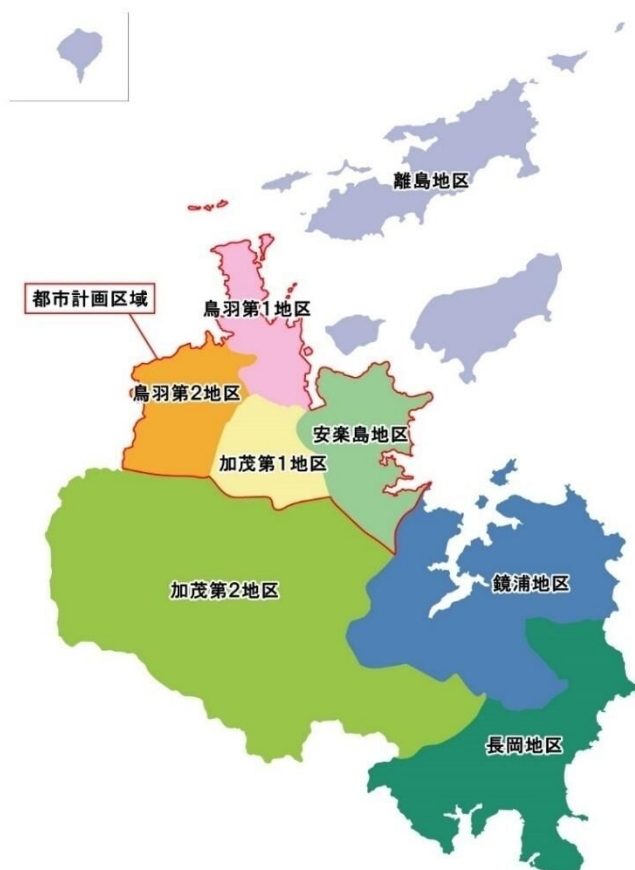 離島地区
都市計画区域
鳥羽第1地区
鳥羽第2地区
安楽島地区
加茂第1地区
加茂第2地区
鏡浦地区
長岡地区